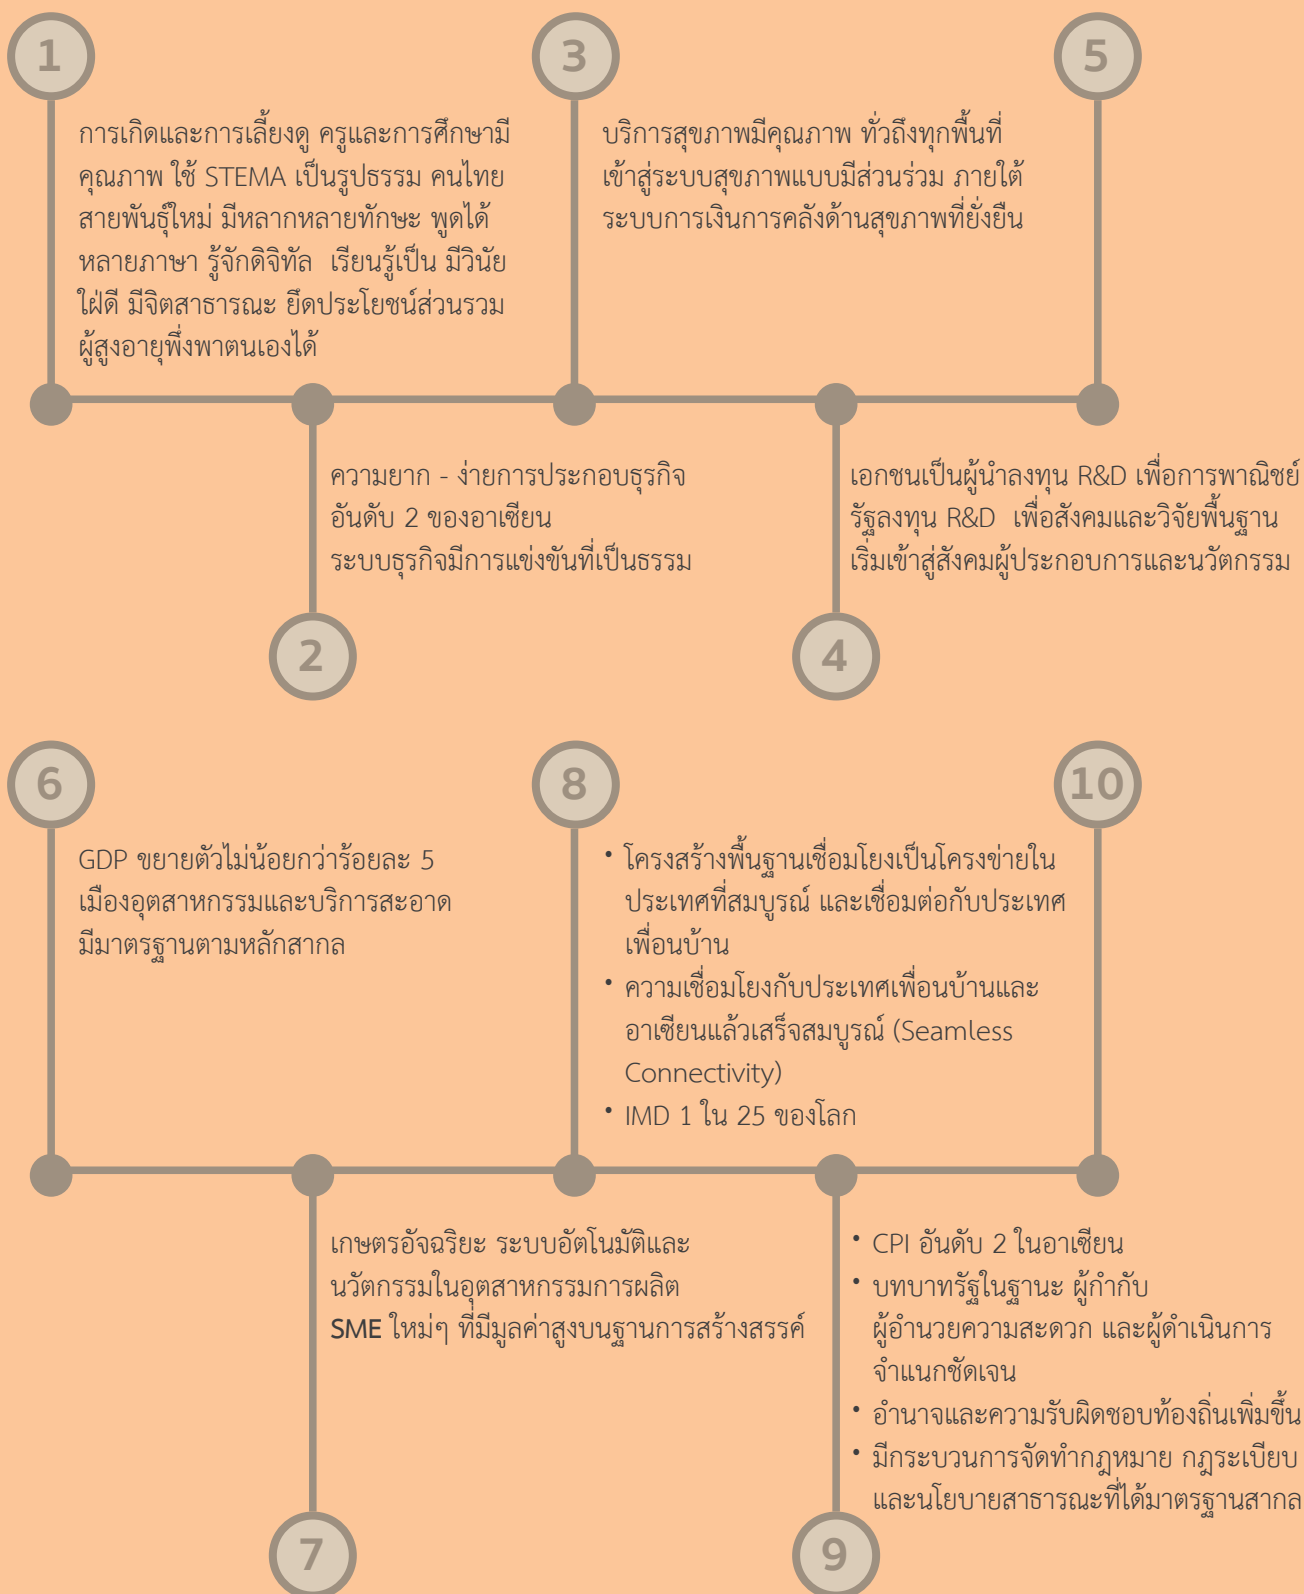 1
การเกิดและการเลี้ยงดู ครูและการศึกษามี
คุณภาพ ใช้ STEMA เป็นรูปธรรม คนไทย
สายพันธุ์ใหม่ มีหลากหลายทักษะ พูดได้
หลายภาษา รู้จักดิจิทัล เรียนรู้เป็น มีวินัย
ใฝ่ดี มีจิตสาธารณะ ยึดประโยชน์ส่วนรวม
ผู้สูงอายุพึ่งพาตนเองได้
ความยาก - ง่ายการประกอบธุรกิจ
อันดับ 2 ของอาเซียน
ระบบธุรกิจมีการแข่งขันที่เป็นธรรม
2
3
บริการสุขภาพมีคุณภาพ ทั่วถึงทุกพื้นที่
เข้าสู่ระบบสุขภาพแบบมีส่วนร่วม ภายใต้
ระบบการเงินการคลังด้านสุขภาพที่ยั่งยืน
เอกชนเป็นผู้นำลงทุน R&D เพื่อการพาณิชย์
รัฐลงทุน R&D เพื่อสังคมและวิจัยพื้นฐาน
เริ่มเข้าสู่สังคมผู้ประกอบการและนวัตกรรม
4
5
6
GDP ขยายตัวไม่น้อยกว่าร้อยละ 5
เมืองอุตสาหกรรมและบริการสะอาด
มีมาตรฐานตามหลักสากล
เกษตรอัจฉริยะ ระบบอัตโนมัติและ
นวัตกรรมในอุตสาหกรรมการผลิต
SME ใหม่ๆ ที่มีมูลค่าสูงบนฐานการสร้างสรรค์
7
8
• โครงสร้างพื้นฐานเชื่อมโยงเป็นโครงข่ายใน
ประเทศที่สมบูรณ์ และเชื่อมต่อกับประเทศ
เพื่อนบ้าน
• ความเชื่อมโยงกับประเทศเพื่อนบ้านและ
อาเซียนแล้วเสร็จสมบูรณ์ (Seamless
Connectivity)
• IMD 1 ใน 25 ของโลก
• CPI อันดับ 2 ในอาเซียน
• บทบาทรัฐในฐานะ ผู้กำกับ
ผู้อำนวยความสะดวก และผู้ดำเนินการ
จำแนกชัดเจน
• อำนาจและความรับผิดชอบท้องถิ่นเพิ่มขึ้น
• มีกระบวนการจัดทำกฎหมาย กฎระเบียบ
และนโยบายสาธารณะที่ได้มาตรฐานสากล
9
10